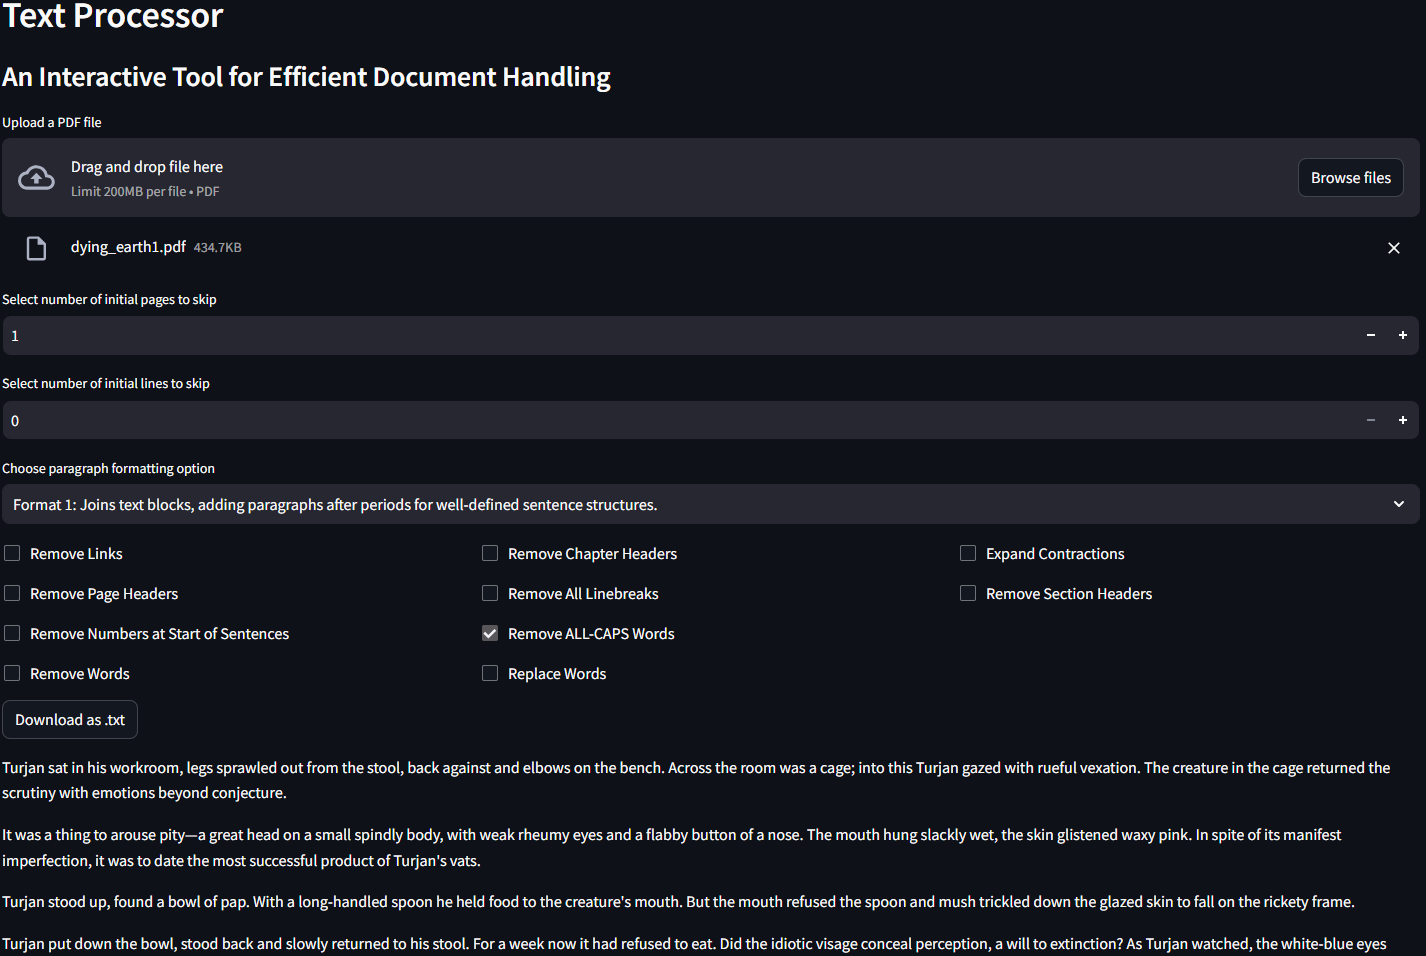 Text Processor
An Interactive Tool for Efficient Document Handling
Upload a PDF file
Drag and drop file here
Limit 200MB per file • PDF
Browse files
dying_earth1.pdf 434.7KB
Select number of initial pages to skip
1
Select number of initial lines to skip
0
Choose paragraph formatting option
Format 1: Joins text blocks, adding paragraphs after periods for well-defined sentence structures.
Remove Links
Remove Chapter Headers
Expand Contractions
Remove Page Headers
Remove All Linebreaks
Remove Section Headers
Remove Numbers at Start of Sentences
Remove ALL-CAPS Words
Remove Words
Replace Words
Download as .txt
Turjan sat in his workroom, legs sprawled out from the stool, back against and elbows on the bench. Across the room was a cage; into this Turjan gazed with rueful vexation. The creature in the cage returned the
scrutiny with emotions beyond conjecture.
It was a thing to arouse pity—a great head on a small spindly body, with weak rheumy eyes and a flabby button of a nose. The mouth hung slackly wet, the skin glistened waxy pink. In spite of its manifest
imperfection, it was to date the most successful product of Turjan's vats.
Turjan stood up, found a bowl of pap. With a long-handled spoon he held food to the creature's mouth. But the mouth refused the spoon and mush trickled down the glazed skin to fall on the rickety frame.
Turjan put down the bowl, stood back and slowly returned to his stool. For a week now it had refused to eat. Did the idiotic visage conceal perception, a will to extinction? As Turjan watched, the white-blue eyes